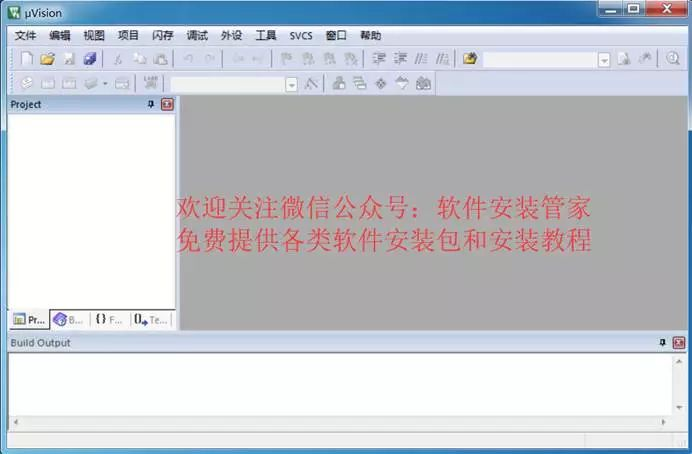 µVision
文件 编辑 视图 项目 闪存 调试 外设 工具 SVCS 窗口 帮助
Project
欢迎关注微信公众号：软件安装管家
免费提供各类软件安装包和安装教程
Pr... B... {} F... 0 Te...
Build Output